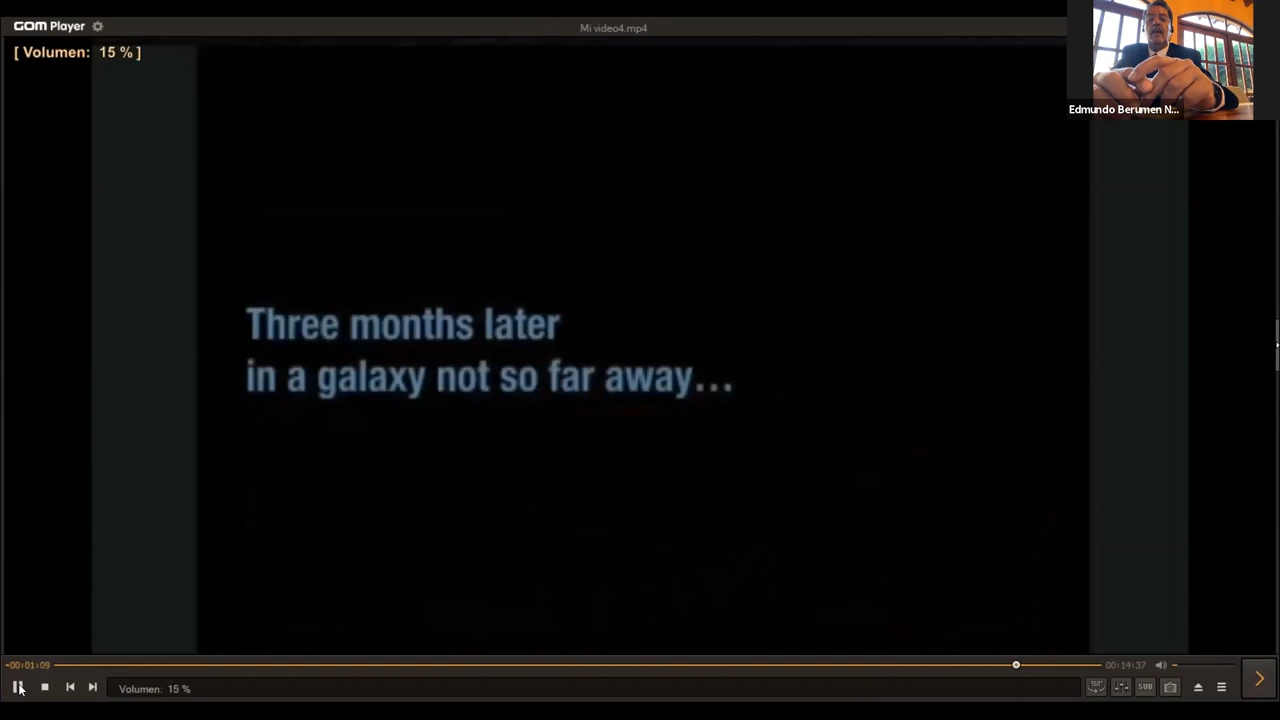 GOM Player
Mi video4.mp4
[ Volumen: 15 % ]
Edmundo Berumen N...
Three months later
in a galaxy not so far away...
-00:01:09
00:14:37
Volumen: 15 %
360°
SUB